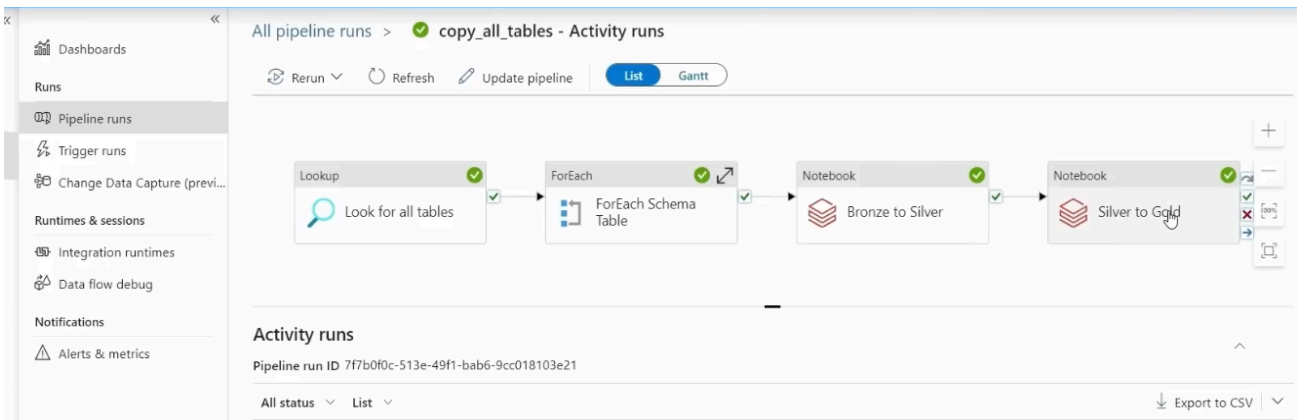 All pipeline runs > copy_all_tables - Activity runs
Dashboards
Runs
Pipeline runs
Trigger runs
Change Data Capture (previ...
Runtimes & sessions
Integration runtimes
Data flow debug
Notifications
Alerts & metrics
Rerun Refresh Update pipeline List Gantt
Lookup
Look for all tables
ForEach
ForEach Schema
Table
Notebook
Bronze to Silver
Notebook
Silver to Gold
100%
Activity runs
Pipeline run ID 7f7b0f0c-513e-49f1-bab6-9cc018103e21
All status List Export to CSV